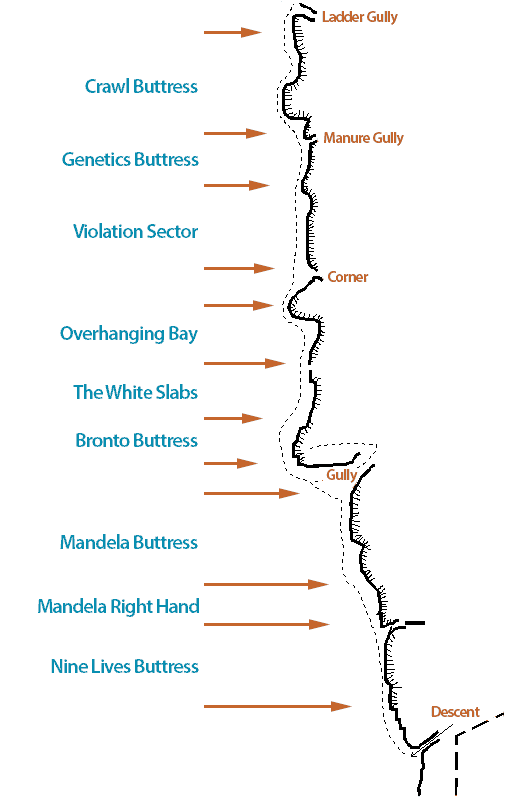 Ladder Gully
Crawl Buttress
Manure Gully
Genetics Buttress
Violation Sector
Corner
Overhanging Bay
The White Slabs
Bronto Buttress
Gully
Mandela Buttress
Mandela Right Hand
Nine Lives Buttress
Descent